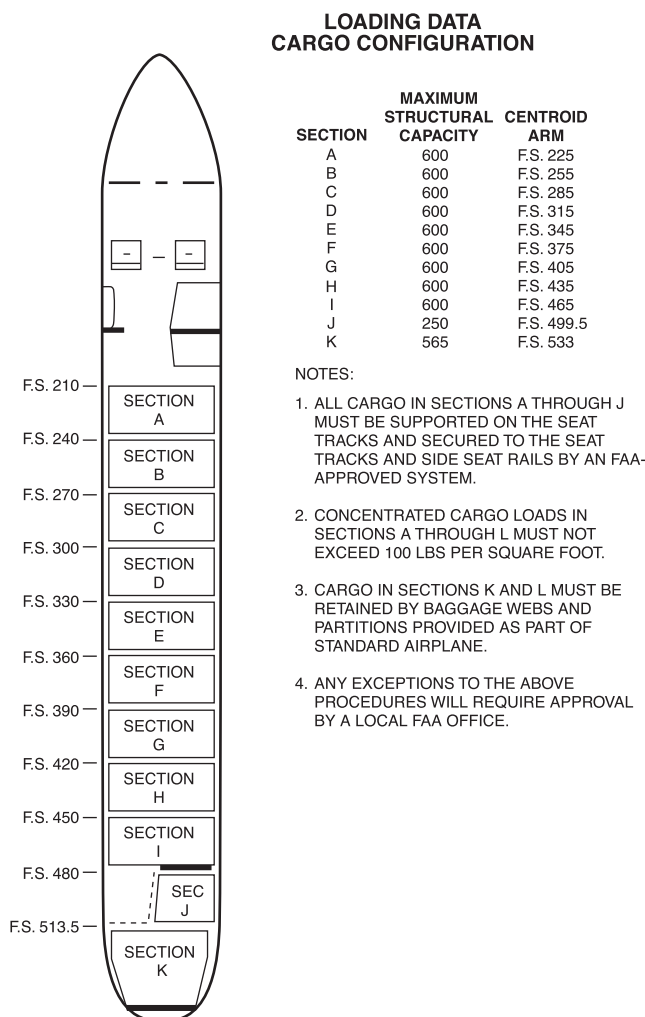 LOADING DATA
CARGO CONFIGURATION
MAXIMUM
STRUCTURAL CENTROID
SECTION CAPACITY ARM
A 600 F.S. 225
B 600 F.S. 255
C 600 F.S. 285
D 600 F.S. 315
E 600 F.S. 345
F 600 F.S. 375
G 600 F.S. 405
H 600 F.S. 435
I 600 F.S. 465
J 250 F.S. 499.5
K 565 F.S. 533
NOTES:
1. ALL CARGO IN SECTIONS A THROUGH J
MUST BE SUPPORTED ON THE SEAT
TRACKS AND SECURED TO THE SEAT
TRACKS AND SIDE SEAT RAILS BY AN FAA-
APPROVED SYSTEM.
2. CONCENTRATED CARGO LOADS IN
SECTIONS A THROUGH L MUST NOT
EXCEED 100 LBS PER SQUARE FOOT.
3. CARGO IN SECTIONS K AND L MUST BE
RETAINED BY BAGGAGE WEBS AND
PARTITIONS PROVIDED AS PART OF
STANDARD AIRPLANE.
4. ANY EXCEPTIONS TO THE ABOVE
PROCEDURES WILL REQUIRE APPROVAL
BY A LOCAL FAA OFFICE.
F.S. 210
SECTION
A
F.S. 240
SECTION
B
F.S. 270
SECTION
C
F.S. 300
SECTION
D
F.S. 330
SECTION
E
F.S. 360
SECTION
F
F.S. 390
SECTION
G
F.S. 420
SECTION
H
F.S. 450
SECTION
I
F.S. 480
SEC
J
F.S. 513.5
SECTION
K